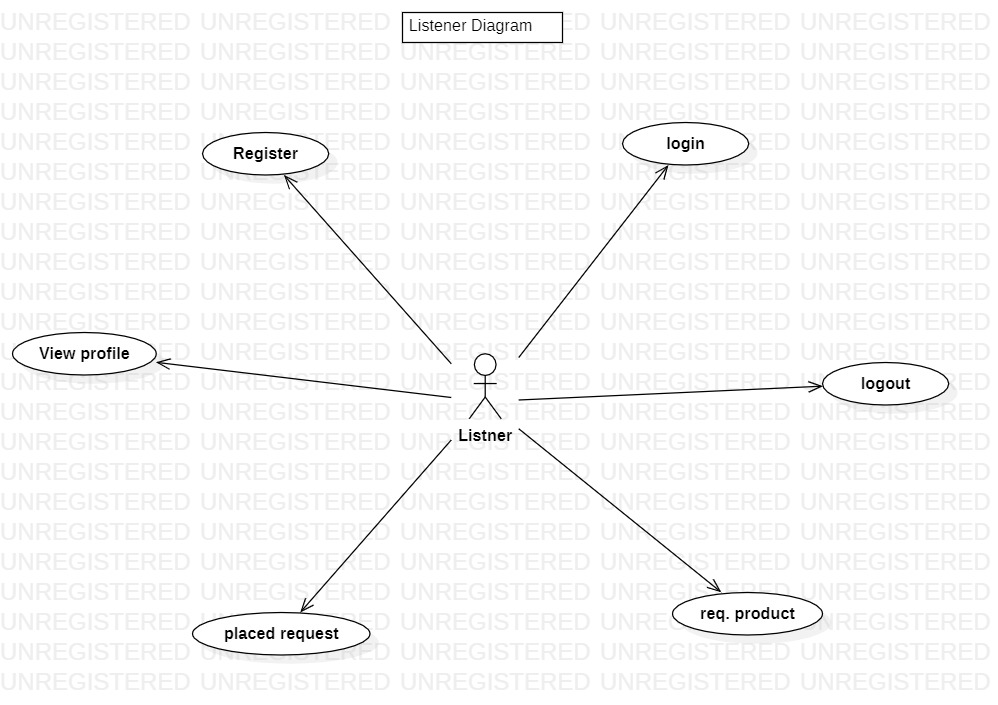 UNREGISTERED UNREGISTERED UNREGISTERED UNREGISTERED UNREGISTERED
Listener Diagram
login
Register
View profile
logout
Listner
req. product
placed request